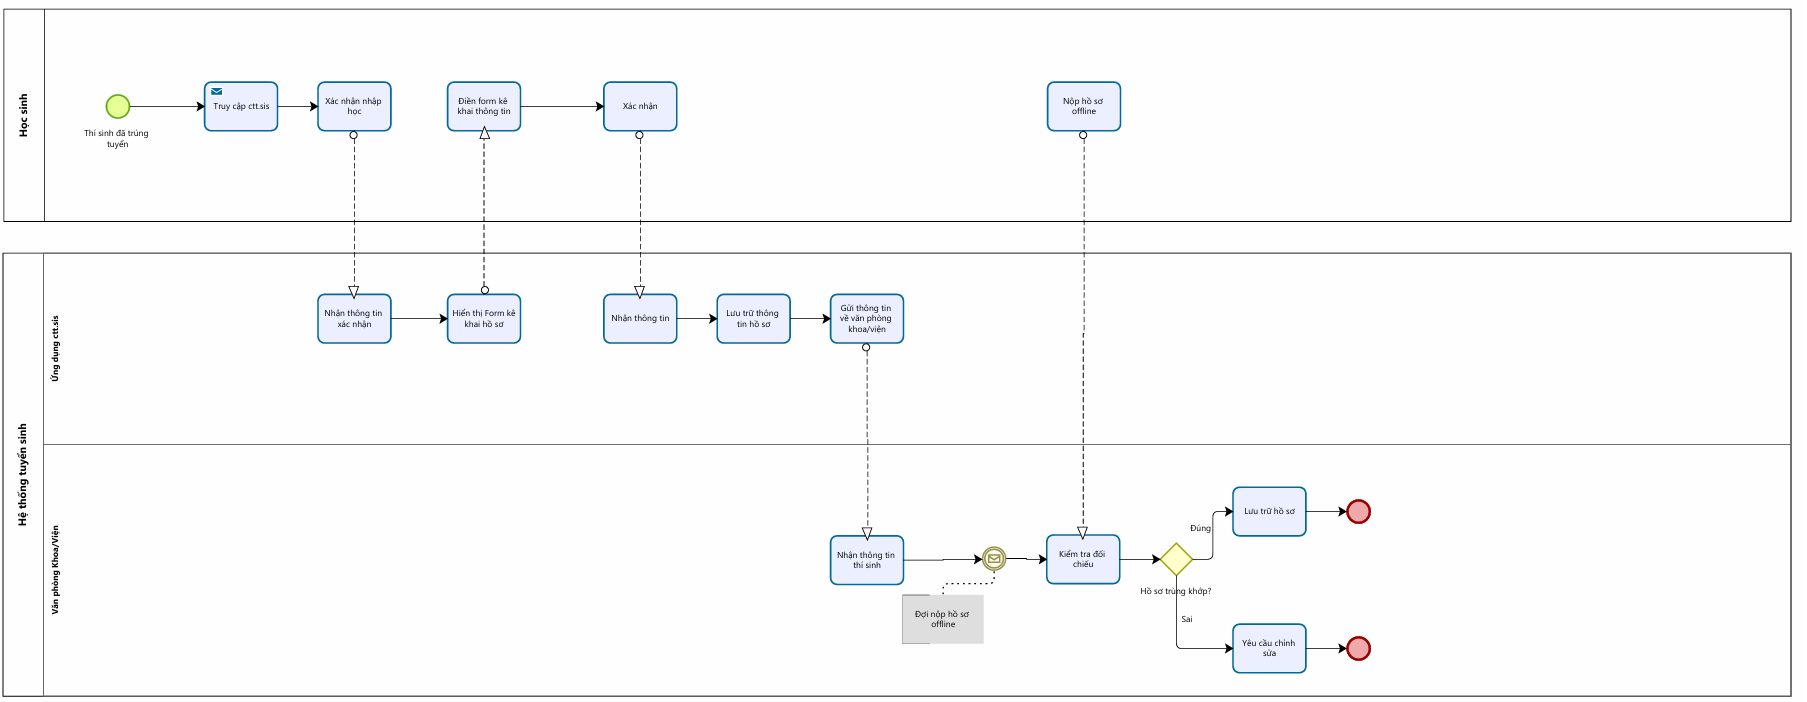 Học sinh
Thí sinh đã trúng
tuyển
Truy cập ctt.sis
Xác nhận nhập
học
Điền form kê
khai thông tin
Xác nhận
Nộp hồ sơ
offline
Hệ thống tuyển sinh
Ứng dụng ctt.sis
Nhận thông tin
xác nhận
Hiển thị Form kê
khai hồ sơ
Nhận thông tin
Lưu trữ thông
tin hồ sơ
Gửi thông tin
về văn phòng
khoa/viện
Văn phòng Khoa/Viện
Nhận thông tin
thí sinh
Đợi nộp hồ sơ
offline
Kiểm tra đối
chiếu
Hồ sơ trùng khớp?
Đúng
Lưu trữ hồ sơ
Sai
Yêu cầu chỉnh
sửa